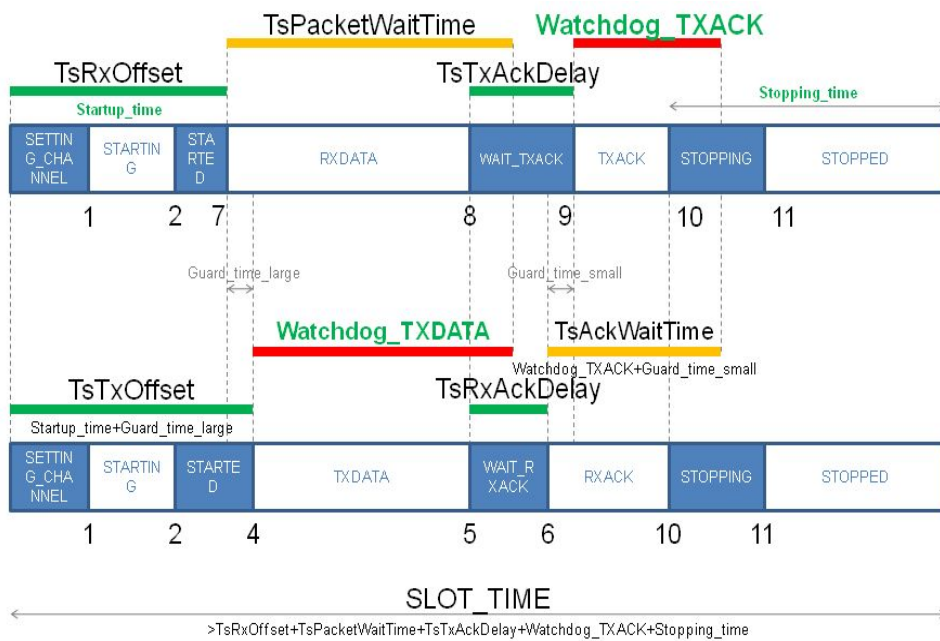 TsPacketWaitTime
Watchdog_TXACK
TsRxOffset
TsTxAckDelay
Startup_time
Stopping_time
SETTIN
G_CHA
NNEL
STARTIN
G
STA
RTE
D
RXDATA
WAIT_TXACK
TXACK
STOPPING
STOPPED
1
2
7
8
9
10
11
Guard_time_large
Guard_time_small
Watchdog_TXDATA
TsAckWaitTime
Watchdog_TXACK+Guard_time_small
TsTxOffset
TsRxAckDelay
Startup_time+Guard_time_large
SETTIN
G_CHA
NNEL
STARTIN
G
STARTE
D
TXDATA
WAIT_R
XACK
RXACK
STOPPING
STOPPED
1
2
4
5
6
10
11
SLOT_TIME
>TsRxOffset+TsPacketWaitTime+TsTxAckDelay+Watchdog_TXACK+Stopping_time